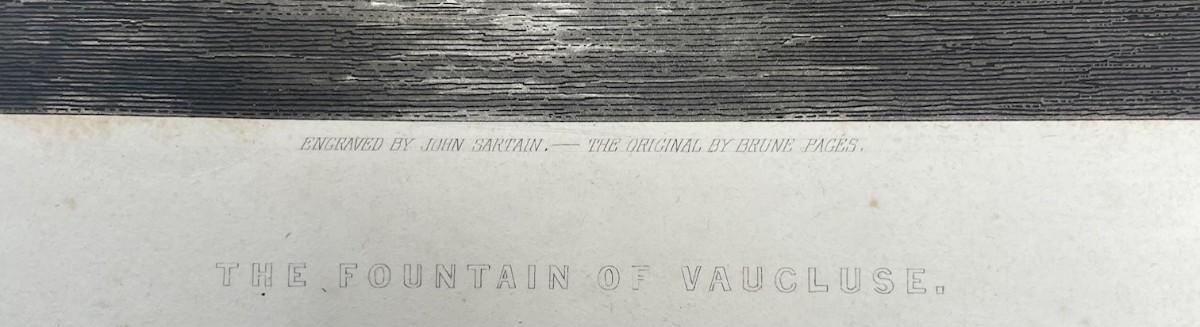 ENGRAVED BY JOHN SARTAIN. — THE ORIGINAL BY BRUNE PAGES.
THE FOUNTAIN OF VAUCLUSE.